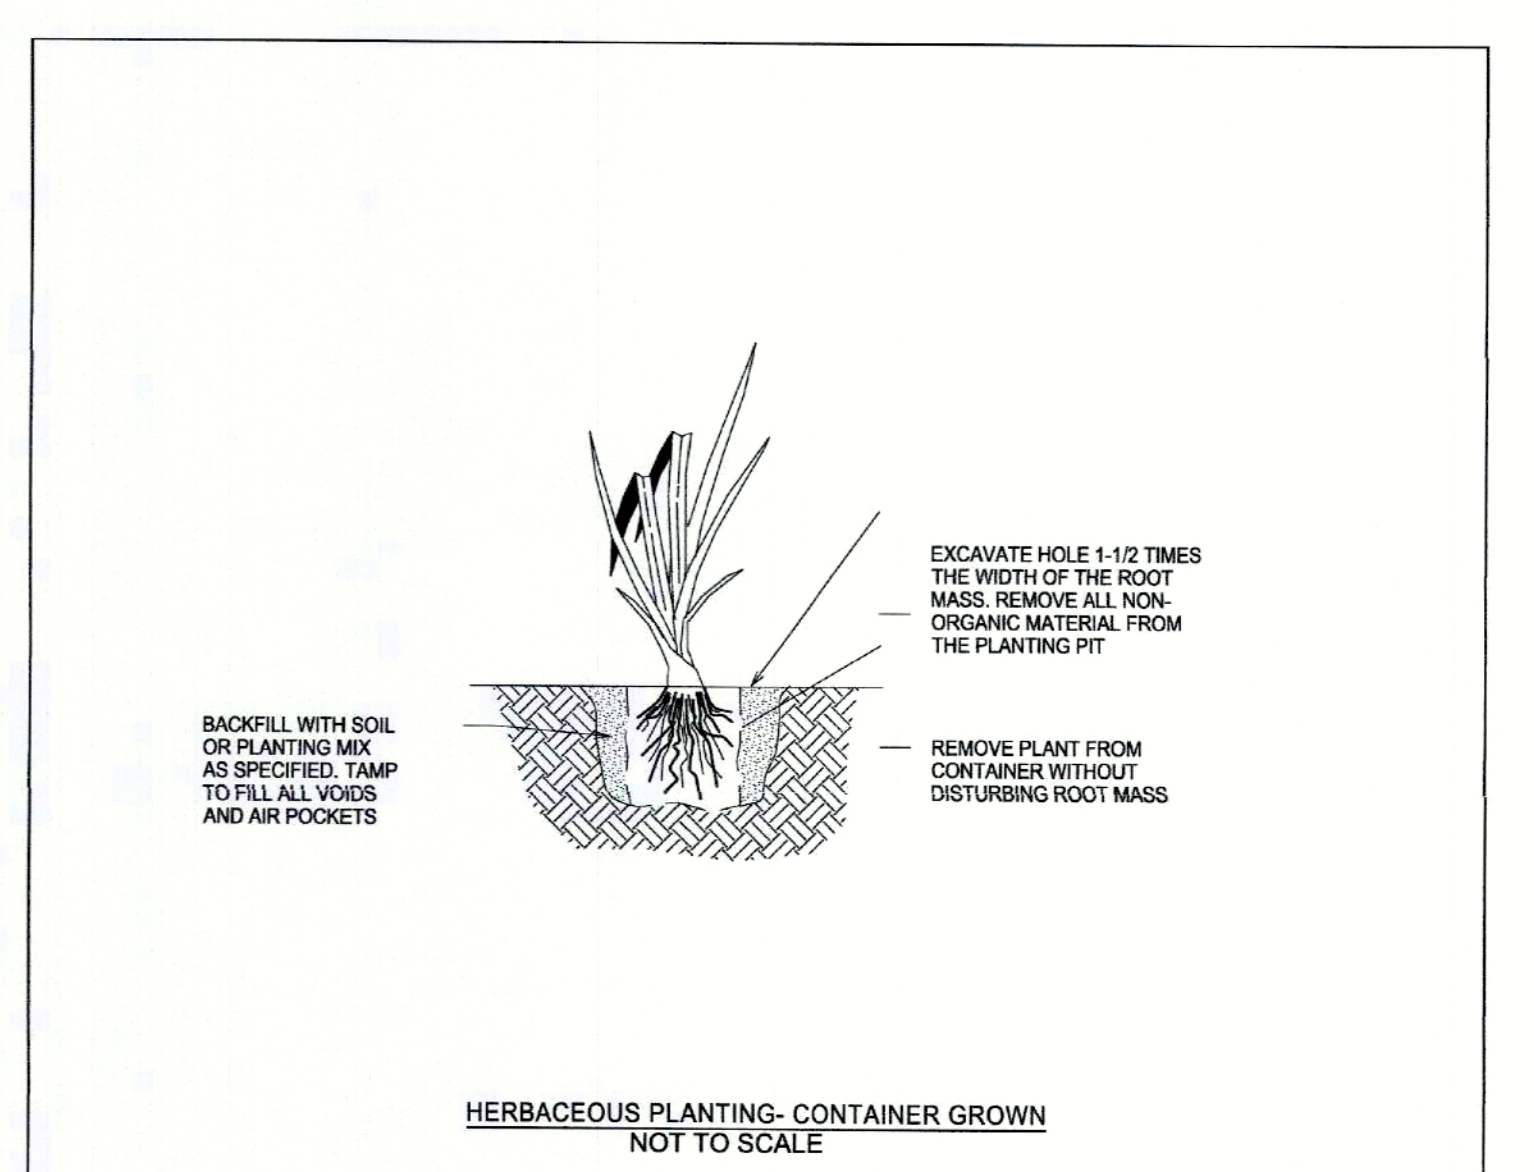 EXCAVATE HOLE 1-1/2 TIMES
THE WIDTH OF THE ROOT
MASS. REMOVE ALL NON-
ORGANIC MATERIAL FROM
THE PLANTING PIT
BACKFILL WITH SOIL
OR PLANTING MIX
AS SPECIFIED. TAMP
TO FILL ALL VOIDS
AND AIR POCKETS
REMOVE PLANT FROM
CONTAINER WITHOUT
DISTURBING ROOT MASS
HERBACEOUS PLANTING- CONTAINER GROWN
NOT TO SCALE